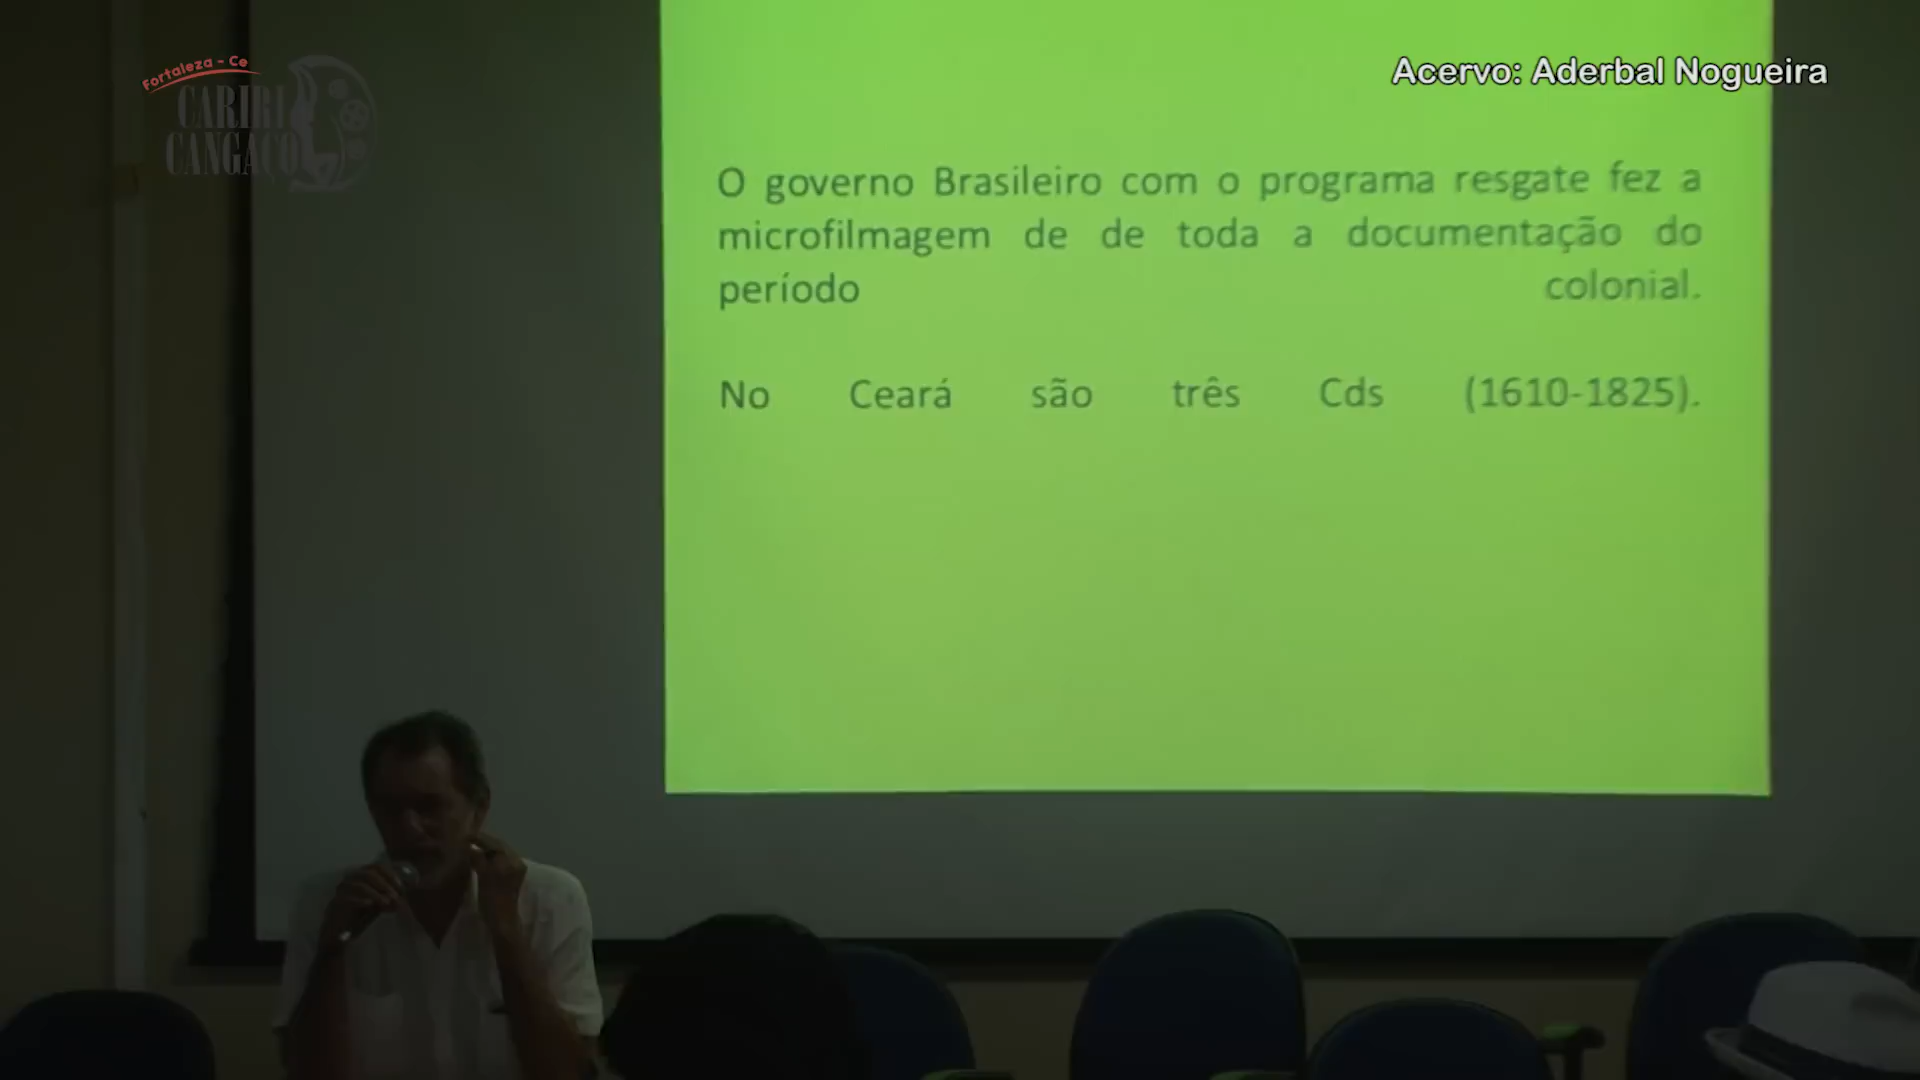 Fortaleza - Ce
CARIRI
CANGAÇO
Acervo: Aderbal Nogueira
O governo Brasileiro com o programa resgate fez a
microfilmagem de de toda a documentação do
período colonial.
No Ceará são três Cds (1610-1825).